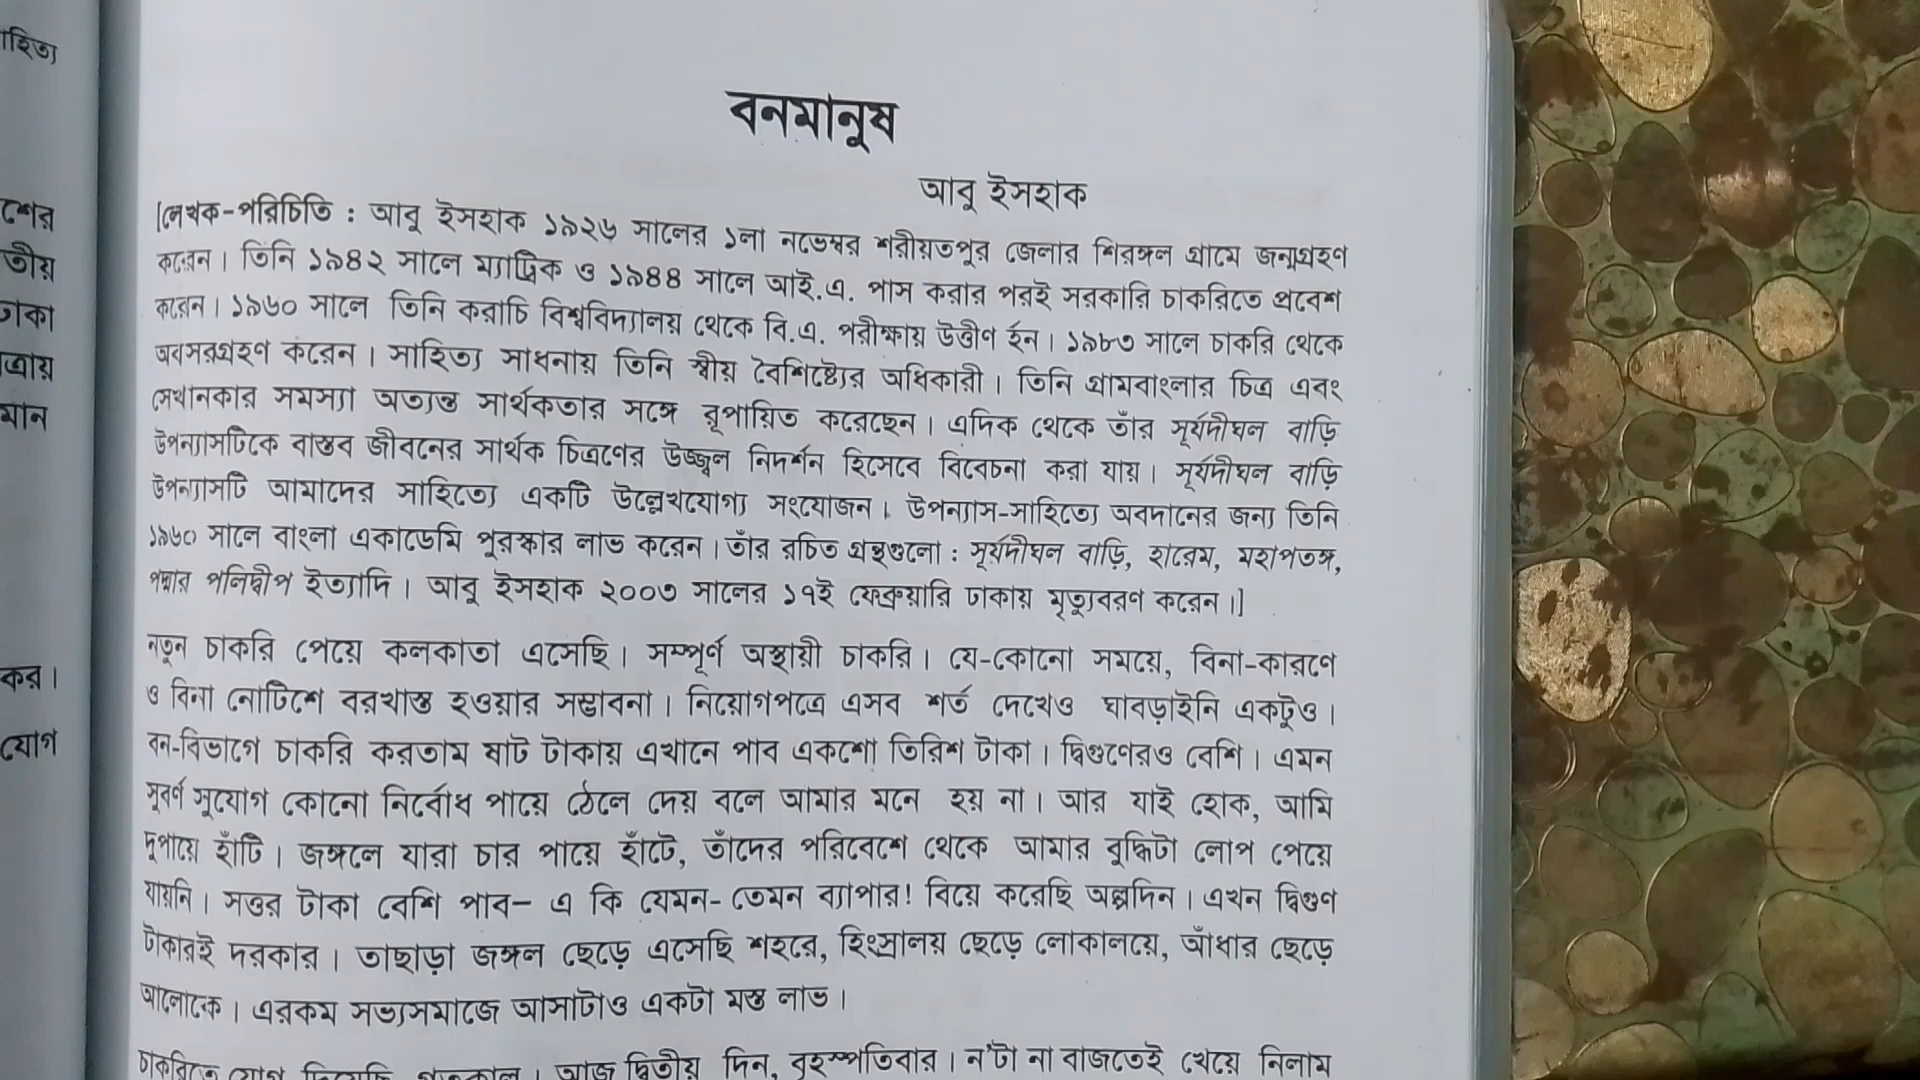 হিত্য
শের
তীয়
ঢাকা
ত্রায়
মান
কর।
যোগ
বনমানুষ
আবু ইসহাক
[লেখক-পরিচিতি : আবু ইসহাক ১৯২৬ সালের ১লা নভেম্বর শরীয়তপুর জেলার শিরঙ্গল গ্রামে জন্মগ্রহণ
করেন। তিনি ১৯৪২ সালে ম্যাট্রিক ও ১৯৪৪ সালে আই.এ. পাস করার পরই সরকারি চাকরিতে প্রবেশ
করেন। ১৯৬০ সালে তিনি করাচি বিশ্ববিদ্যালয় থেকে বি.এ. পরীক্ষায় উত্তীণ র্হন। ১৯৮৩ সালে চাকরি থেকে
অবসরগ্রহণ করেন। সাহিত্য সাধনায় তিনি স্বীয় বৈশিষ্ট্যের অধিকারী। তিনি গ্রামবাংলার চিত্র এবং
সেখানকার সমস্যা অত্যন্ত সার্থকতার সঙ্গে রূপায়িত করেছেন। এদিক থেকে তাঁর সূর্যদীঘল বাড়ি
উপন্যাসটিকে বাস্তব জীবনের সার্থক চিত্রণের উজ্জ্বল নিদর্শন হিসেবে বিবেচনা করা যায়। সূর্যদীঘল বাড়ি
উপন্যাসটি আমাদের সাহিত্যে একটি উল্লেখযোগ্য সংযোজন। উপন্যাস-সাহিত্যে অবদানের জন্য তিনি
১৯৬০ সালে বাংলা একাডেমি পুরস্কার লাভ করেন। তাঁর রচিত গ্রন্থগুলো : সূর্যদীঘল বাড়ি, হারেম, মহাপতঙ্গ,
পদ্মার পলিদ্বীপ ইত্যাদি। আবু ইসহাক ২০০৩ সালের ১৭ই ফেব্রুয়ারি ঢাকায় মৃত্যুবরণ করেন।]
নতুন চাকরি পেয়ে কলকাতা এসেছি। সম্পূর্ণ অস্থায়ী চাকরি। যে-কোনো সময়ে, বিনা-কারণে
ও বিনা নোটিশে বরখাস্ত হওয়ার সম্ভাবনা। নিয়োগপত্রে এসব শর্ত দেখেও ঘাবড়াইনি একটুও।
বন-বিভাগে চাকরি করতাম ষাট টাকায় এখানে পাব একশো তিরিশ টাকা। দ্বিগুণেরও বেশি। এমন
সুবর্ণ সুযোগ কোনো নির্বোধ পায়ে ঠেলে দেয় বলে আমার মনে হয় না। আর যাই হোক, আমি
দুপায়ে হাঁটি। জঙ্গলে যারা চার পায়ে হাঁটে, তাঁদের পরিবেশে থেকে আমার বুদ্ধিটা লোপ পেয়ে
যায়নি। সত্তর টাকা বেশি পাব– এ কি যেমন- তেমন ব্যাপার! বিয়ে করেছি অল্পদিন। এখন দ্বিগুণ
টাকারই দরকার। তাছাড়া জঙ্গল ছেড়ে এসেছি শহরে, হিংস্রালয় ছেড়ে লোকালয়ে, আঁধার ছেড়ে
আলোকে। এরকম সভ্যসমাজে আসাটাও একটা মস্ত লাভ।
চাকরিতে যোগ দিয়েছি গতকাল। আজ দ্বিতীয় দিন, বৃহস্পতিবার। ন'টা না বাজতেই খেয়ে নিলাম